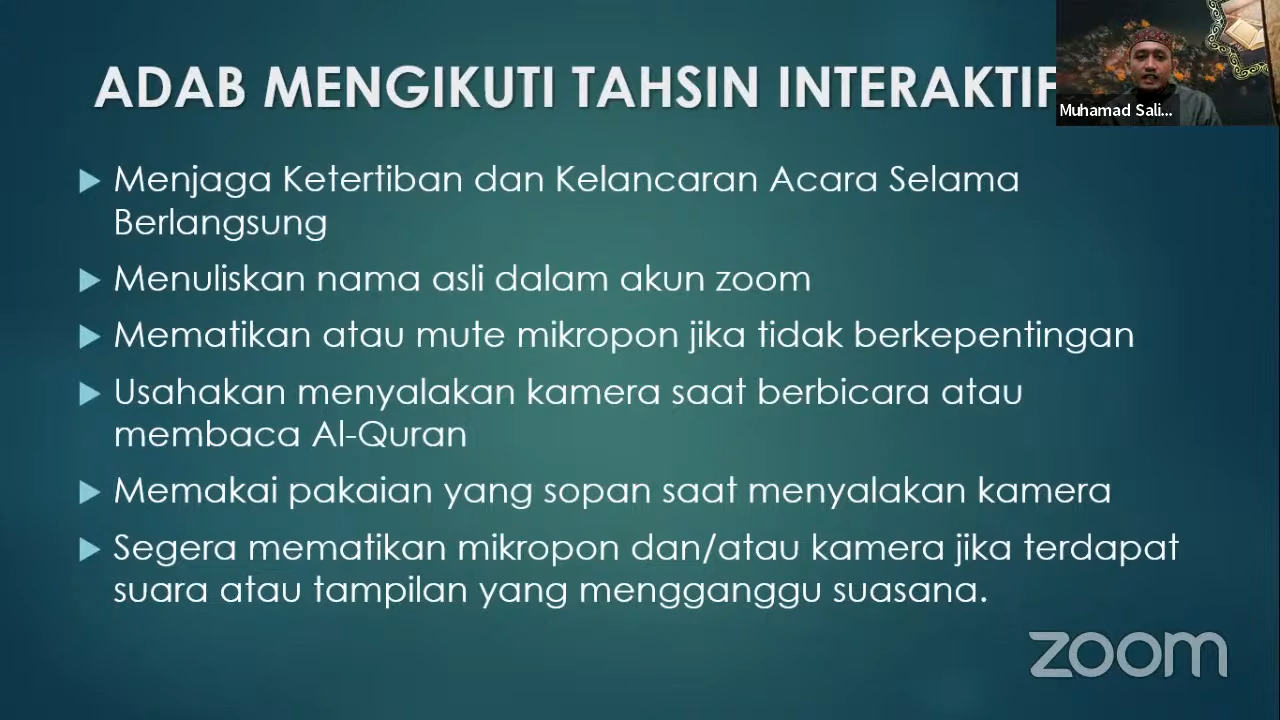 ADAB MENGIKUTI TAHSIN INTERAKTIF
Muhamad Sali...
Menjaga Ketertiban dan Kelancaran Acara Selama
Berlangsung
Menuliskan nama asli dalam akun zoom
Mematikan atau mute mikropon jika tidak berkepentingan
Usahakan menyalakan kamera saat berbicara atau
membaca Al-Quran
Memakai pakaian yang sopan saat menyalakan kamera
Segera mematikan mikropon dan/atau kamera jika terdapat
suara atau tampilan yang mengganggu suasana.
zoom